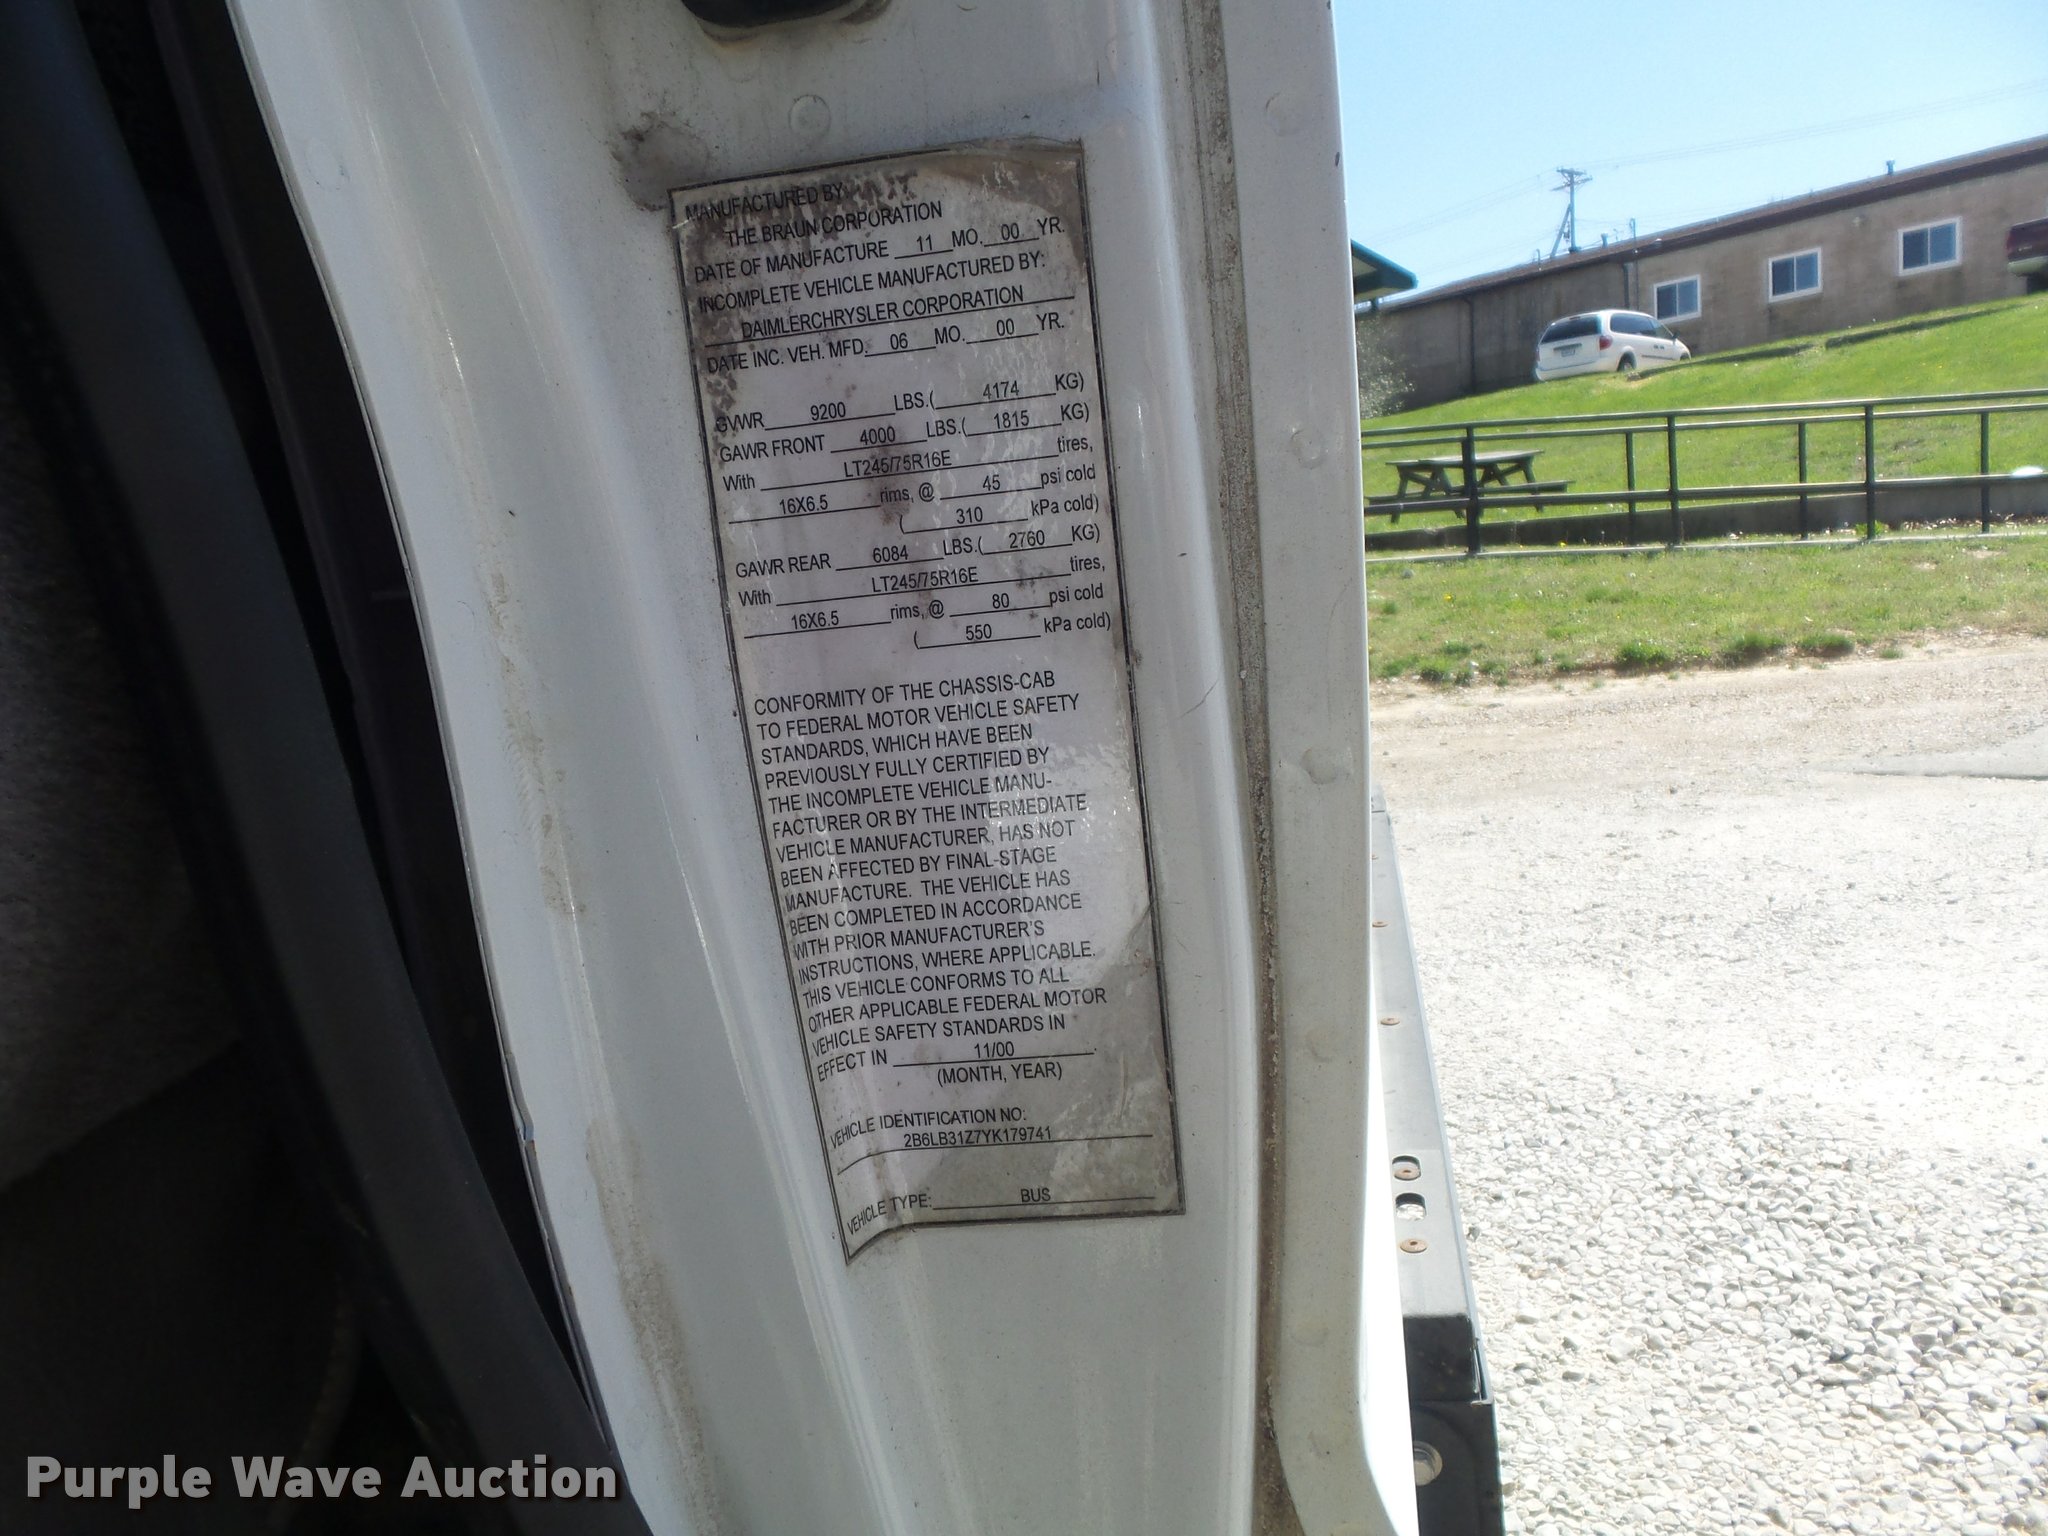 MANUFACTURED BY:
THE BRAUN CORPORATION
DATE OF MANUFACTURE 11 MO. 00 YR.
INCOMPLETE VEHICLE MANUFACTURED BY:
DAIMLERCHRYSLER CORPORATION
DATE INC. VEH. MFD. 06 MO. 00 YR.
GVWR 9200 LBS.( 4174 KG)
GAWR FRONT 4000 LBS.( 1815 KG)
With LT245/75R16E tires,
16X6.5 rims, @ 45 psi cold
( 310 kPa cold)
GAWR REAR 6084 LBS.( 2760 KG)
With LT245/75R16E tires,
16X6.5 rims, @ 80 psi cold
( 550 kPa cold)
CONFORMITY OF THE CHASSIS-CAB
TO FEDERAL MOTOR VEHICLE SAFETY
STANDARDS, WHICH HAVE BEEN
PREVIOUSLY FULLY CERTIFIED BY
THE INCOMPLETE VEHICLE MANU-
FACTURER OR BY THE INTERMEDIATE
VEHICLE MANUFACTURER, HAS NOT
BEEN AFFECTED BY FINAL-STAGE
MANUFACTURE. THE VEHICLE HAS
BEEN COMPLETED IN ACCORDANCE
WITH PRIOR MANUFACTURER'S
INSTRUCTIONS, WHERE APPLICABLE.
THIS VEHICLE CONFORMS TO ALL
OTHER APPLICABLE FEDERAL MOTOR
VEHICLE SAFETY STANDARDS IN
EFFECT IN 11/00
(MONTH, YEAR)
VEHICLE IDENTIFICATION NO:
2B6LB31Z7YK179741
VEHICLE TYPE: BUS
Purple Wave Auction